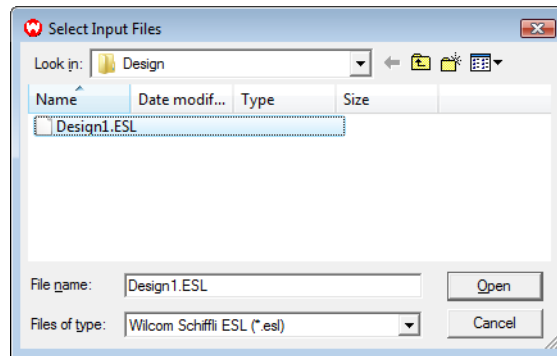 Select Input Files
Look in: Design
Name Date modif... Type Size
Design1.ESL
File name: Design1.ESL Open
Files of type: Wilcom Schiffli ESL (*.esl) Cancel